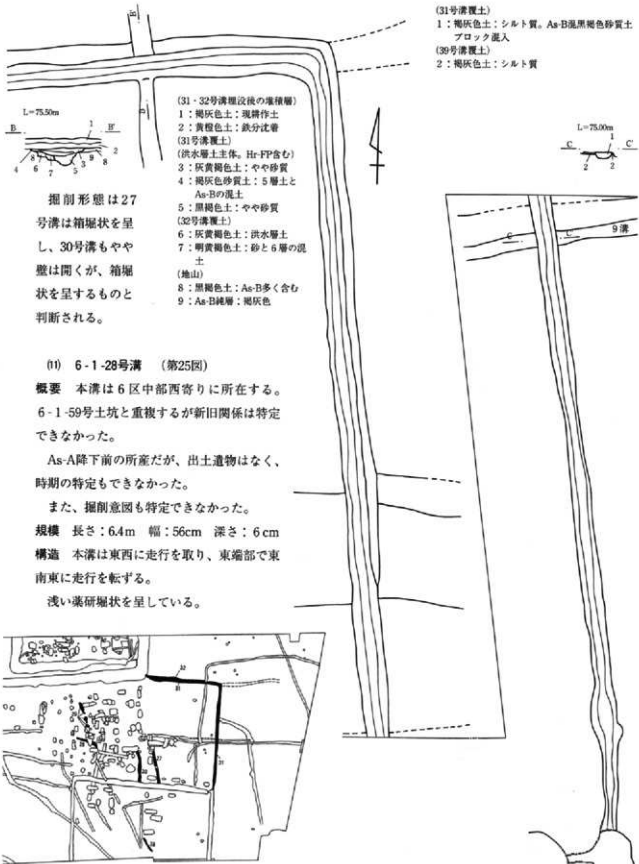 (31号溝覆土)
1：褐灰色土：シルト質。As-B混黒褐色砂質土
ブロック混入
(39号溝覆土)
2：褐灰色土：シルト質
B'
B
L=75.50m
B
B'
1
2
4
6
7
5
3
9
8
(31・32号溝埋没後の堆積層)
1：褐灰色土：現耕作土
2：黄橙色土：鉄分沈着
(31号溝覆土)
(洪水層土主体。Hr-FP含む)
3：灰黄褐色土：やや砂質
4：褐灰色砂質土：5層土と
As-Bの混土
5：黒褐色土：やや砂質
(32号溝覆土)
6：灰黄褐色土：洪水層土
7：明黄褐色土：砂と6層の混
土
(地山)
8：黒褐色土：As-B多く含む
9：As-B純層：褐灰色
L=75.00m
C
C'
1
2
2
C
C'
9溝
掘削形態は27
号溝は箱堀状を呈
し、30号溝もやや
壁は開くが、箱堀
状を呈するものと
判断される。
⑾ 6-1-28号溝 （第25図）
概要 本溝は6区中部西寄りに所在する。
6-1-59号土坑と重複するが新旧関係は特定
できなかった。
As-A降下前の所産だが、出土遺物はなく、
時期の特定もできなかった。
また、掘削意図も特定できなかった。
規模 長さ：6.4m 幅：56cm 深さ：6cm
構造 本溝は東西に走行を取り、東端部で東
南東に走行を転ずる。
浅い薬研堀状を呈している。
32
31
27
31